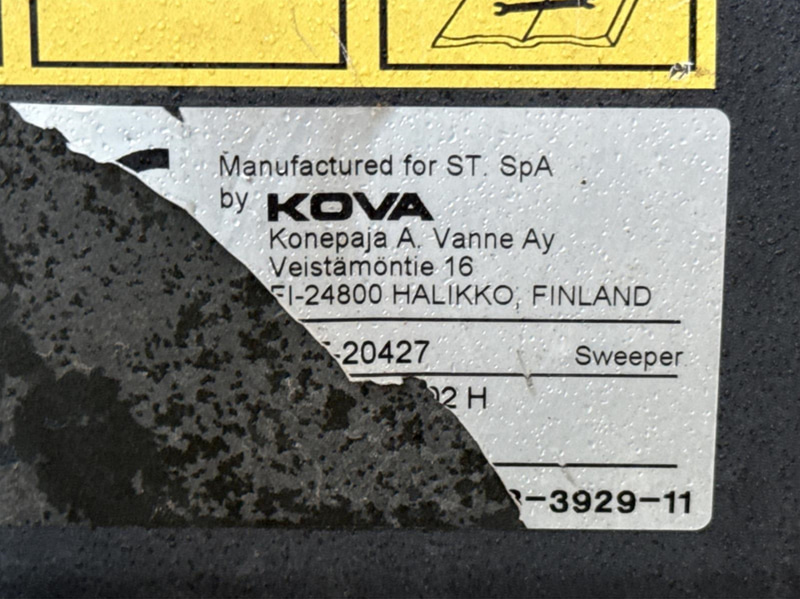 Manufactured for ST. SpA
by KOVA
Konepaja A. Vanne Ay
Veistämöntie 16
FI-24800 HALIKKO, FINLAND
-20427 Sweeper
02 H
-3929-11